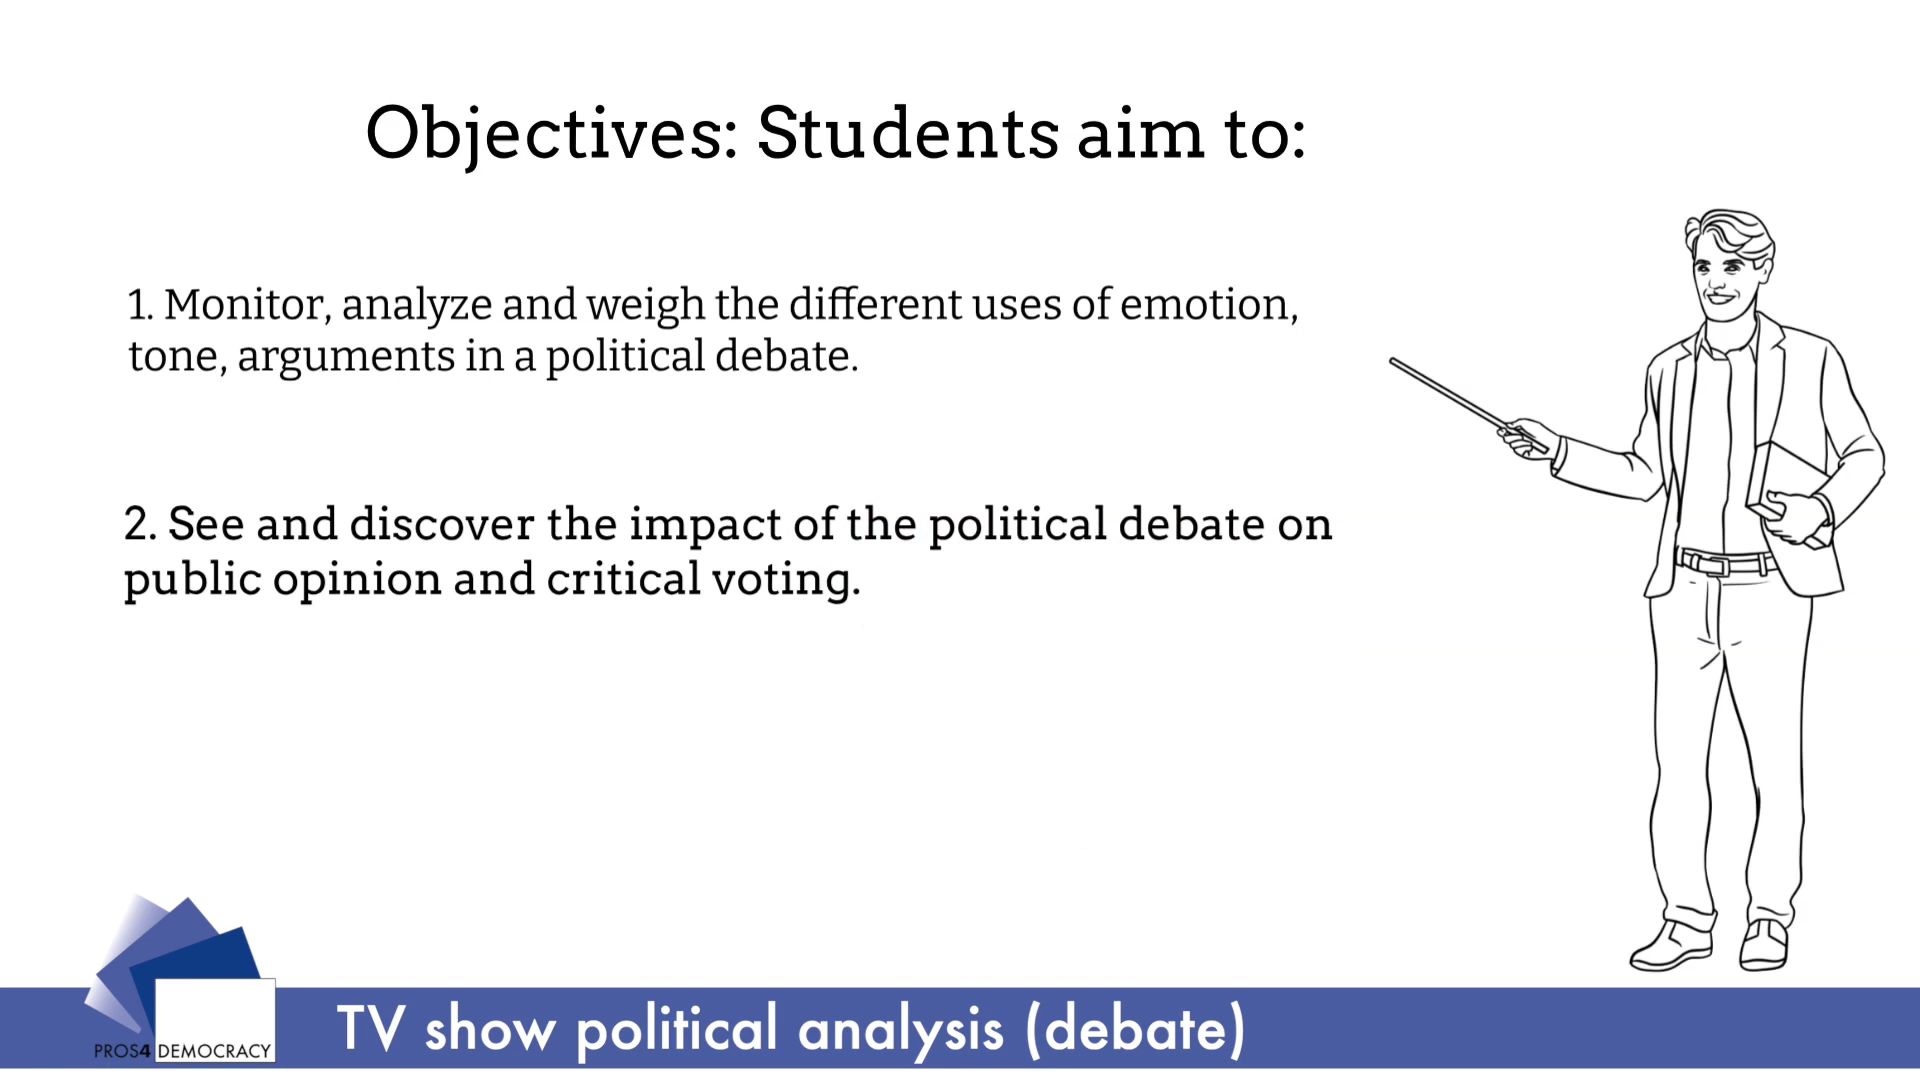 Objectives: Students aim to:
1. Monitor, analyze and weigh the different uses of emotion,
tone, arguments in a political debate.
2. See and discover the impact of the political debate on
public opinion and critical voting.
PROS4 DEMOCRACY
TV show political analysis (debate)